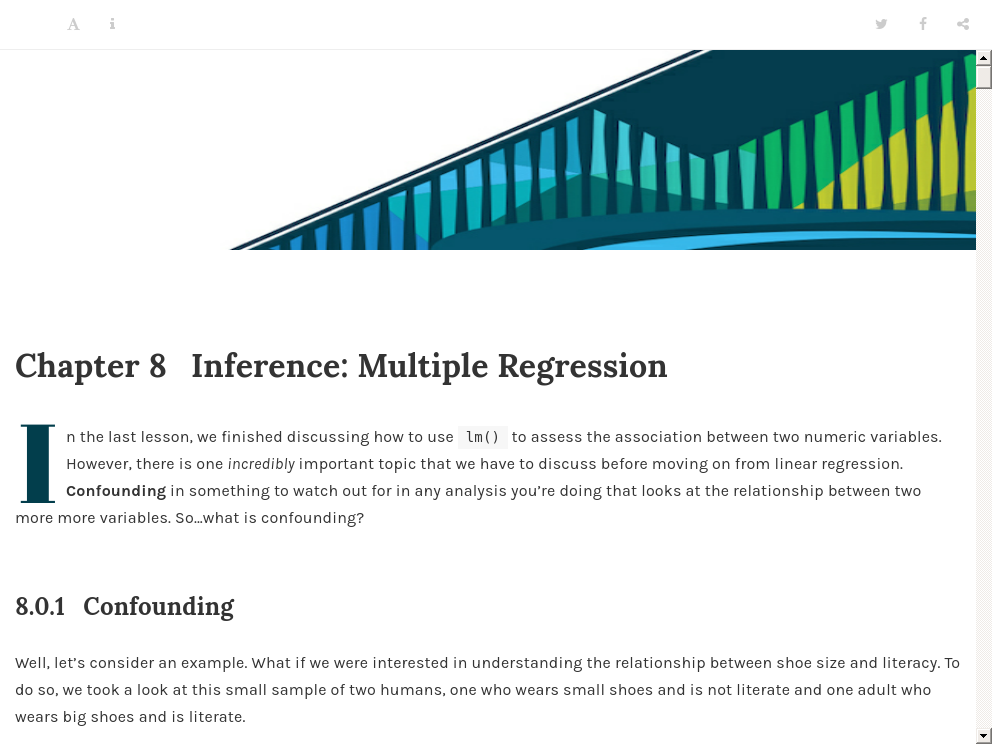 A
Chapter 8 Inference: Multiple Regression
In the last lesson, we finished discussing how to use lm() to assess the association between two numeric variables.
However, there is one incredibly important topic that we have to discuss before moving on from linear regression.
Confounding in something to watch out for in any analysis you’re doing that looks at the relationship between two
more more variables. So…what is confounding?
8.0.1 Confounding
Well, let’s consider an example. What if we were interested in understanding the relationship between shoe size and literacy. To
do so, we took a look at this small sample of two humans, one who wears small shoes and is not literate and one adult who
wears big shoes and is literate.